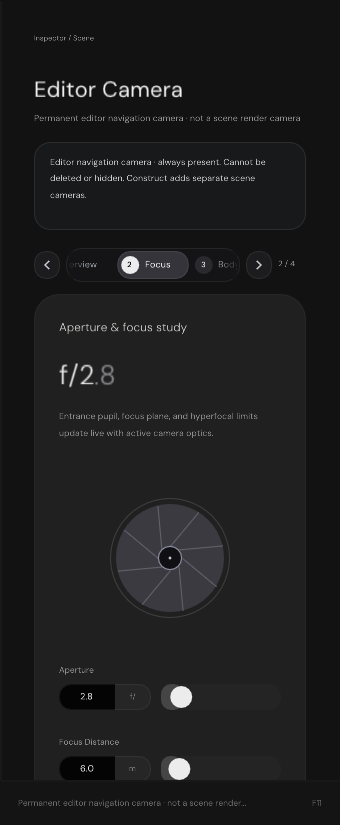 Inspector / Scene
Editor Camera
Permanent editor navigation camera · not a scene render camera
Editor navigation camera · always present. Cannot be
deleted or hidden. Construct adds separate scene
cameras.
erview 2 Focus 3 Bod 2 / 4
Aperture & focus study
f/2.8
Entrance pupil, focus plane, and hyperfocal limits
update live with active camera optics.
Aperture
2.8 f/
Focus Distance
6.0 m
Permanent editor navigation camera · not a scene render... F11